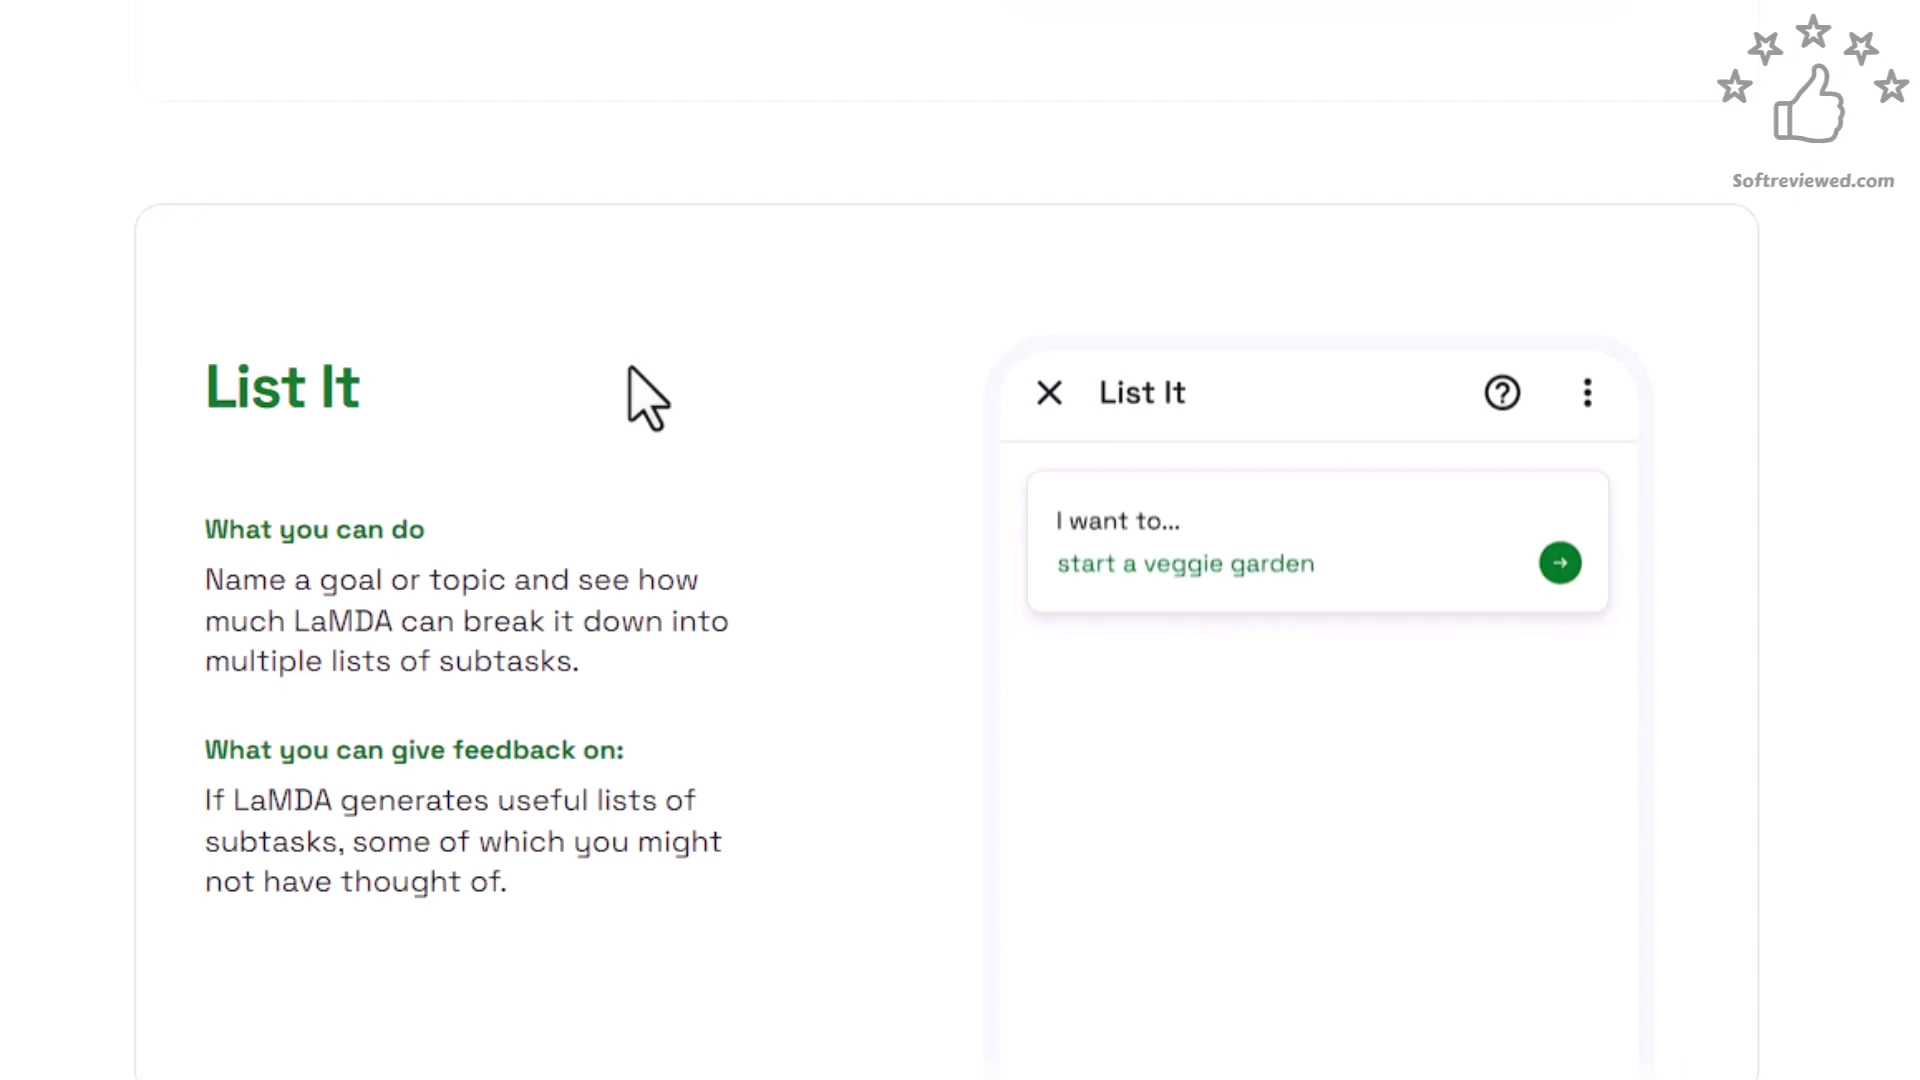 Softreviewed.com
List It
What you can do
Name a goal or topic and see how
much LaMDA can break it down into
multiple lists of subtasks.
What you can give feedback on:
If LaMDA generates useful lists of
subtasks, some of which you might
not have thought of.
List It
I want to...
start a veggie garden